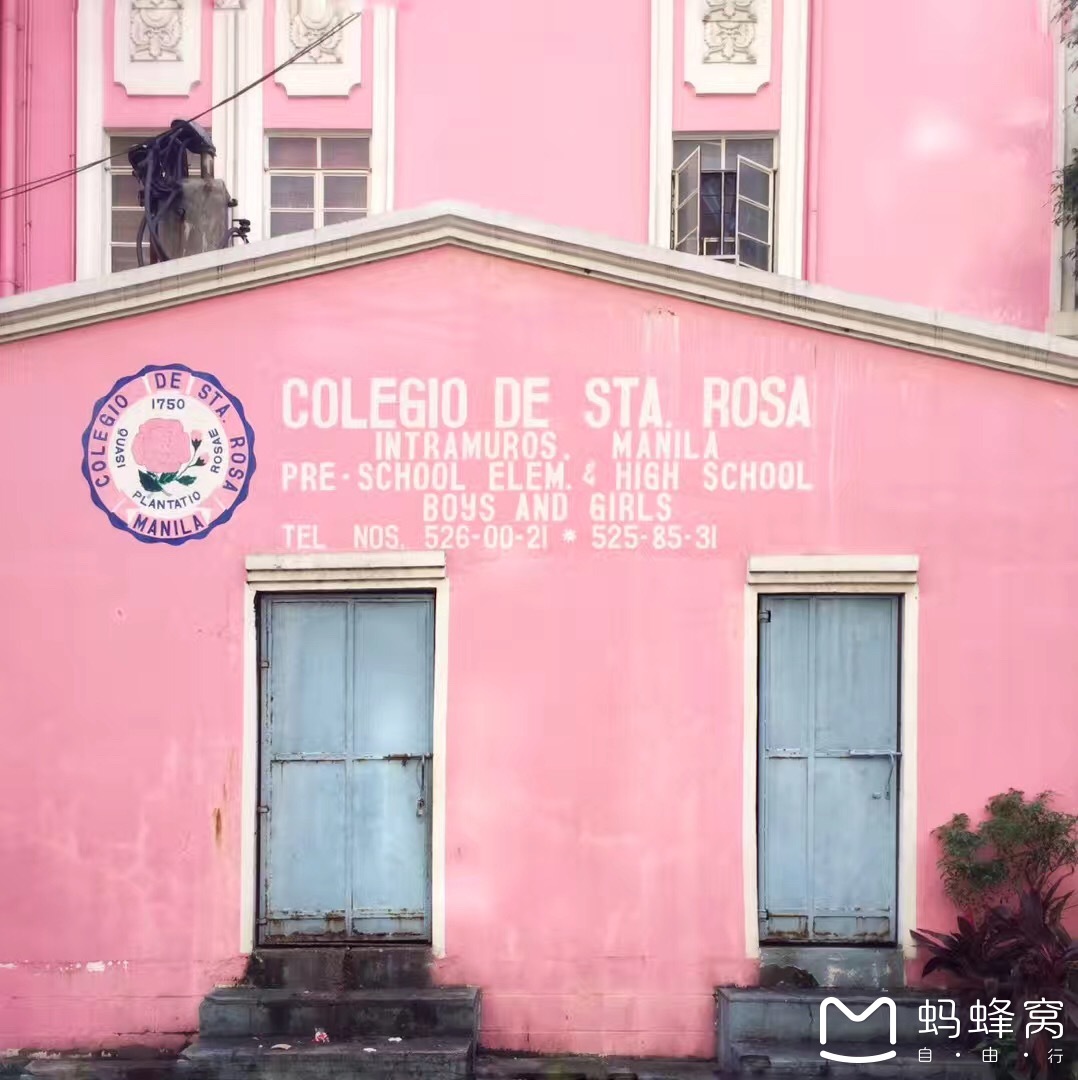 COLEGIO DE STA. ROSA
1750
QUASI
ROSAE
PLANTATIO
MANILA
COLEGIO DE STA. ROSA
INTRAMUROS. MANILA
PRE-SCHOOL ELEM. & HIGH SCHOOL
BOYS AND GIRLS
TEL NOS. 526-00-21 * 525-85-31
蚂蜂窝
自·由·行